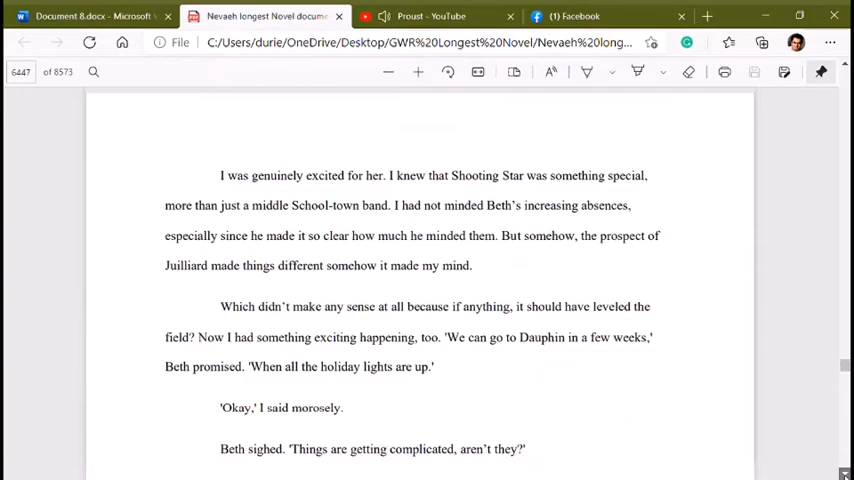 Document 8.docx - Microsoft
Nevaeh longest Novel docume
Proust - YouTube
(1) Facebook
File
C:/Users/durie/OneDrive/Desktop/GWR%20Longest%20Novel/Nevaeh%20long...
6447 of 8573
I was genuinely excited for her. I knew that Shooting Star was something special,
more than just a middle School-town band. I had not minded Beth's increasing absences,
especially since he made it so clear how much he minded them. But somehow, the prospect of
Juilliard made things different somehow it made my mind.
Which didn't make any sense at all because if anything, it should have leveled the
field? Now I had something exciting happening, too. 'We can go to Dauphin in a few weeks,'
Beth promised. 'When all the holiday lights are up.'
'Okay,' I said morosely.
Beth sighed. 'Things are getting complicated, aren't they?'